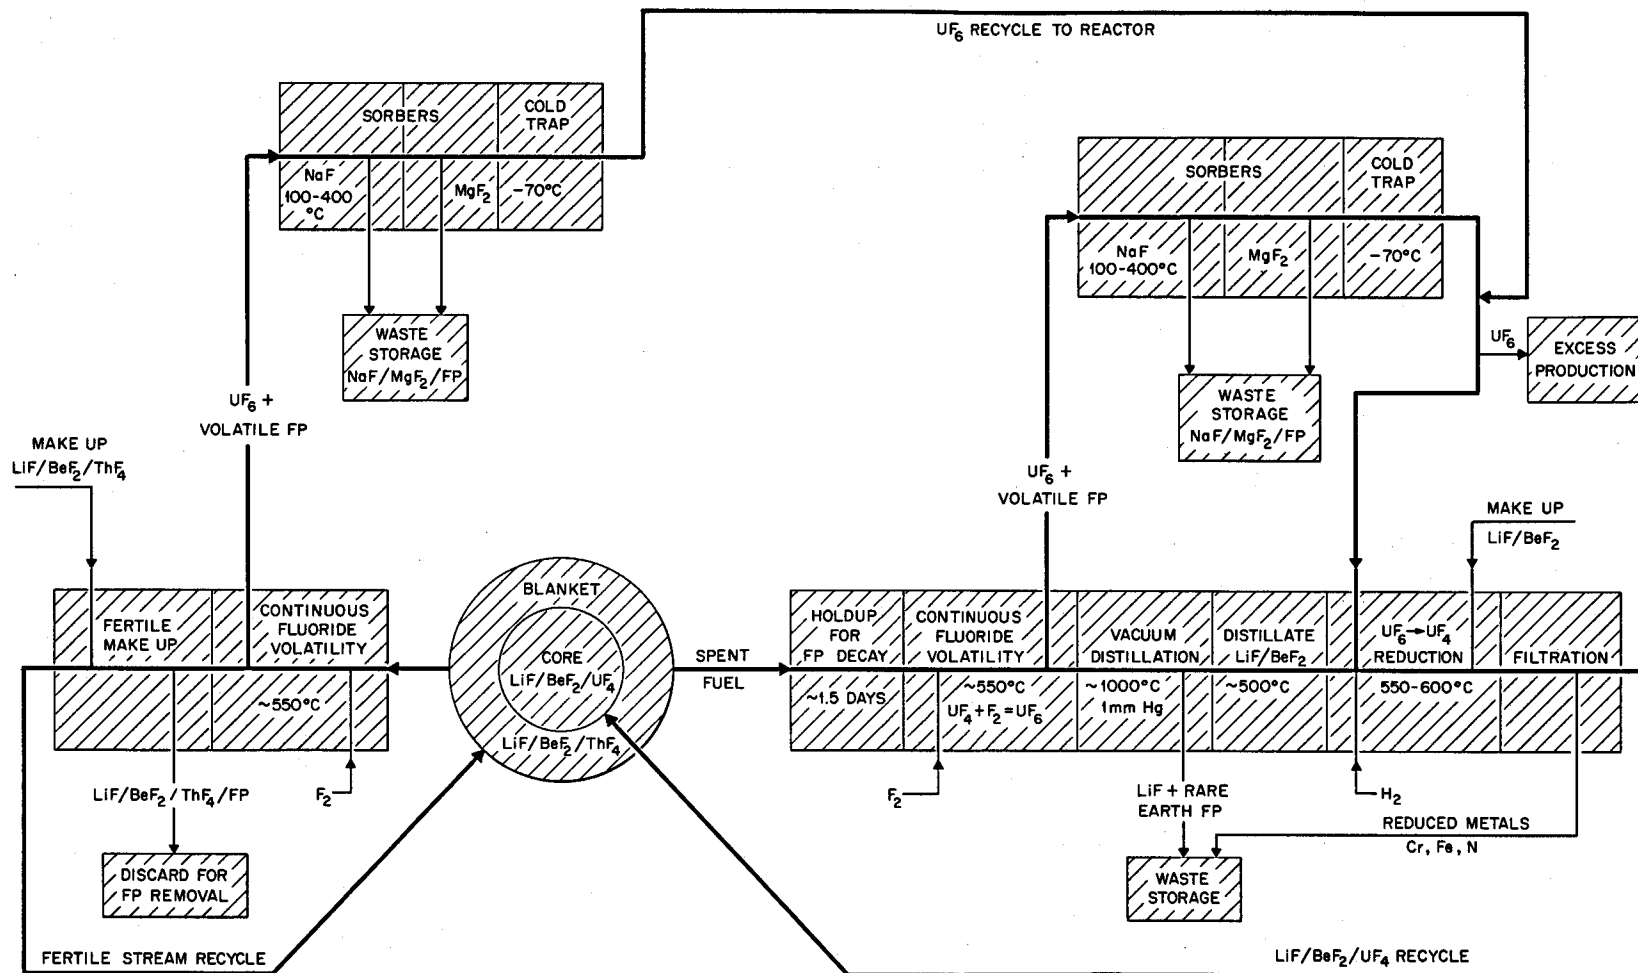 UF6 RECYCLE TO REACTOR
SORBERS
COLD
TRAP
NaF
100-400
°C
MgF2
-70°C
WASTE
STORAGE
NaF/MgF2/FP
UF6 +
VOLATILE FP
SORBERS
COLD
TRAP
NaF
100-400°C
MgF2
-70°C
WASTE
STORAGE
NaF/MgF2/FP
UF6
EXCESS
PRODUCTION
UF6 +
VOLATILE FP
MAKE UP
LiF/BeF2/ThF4
MAKE UP
LiF/BeF2
FERTILE
MAKE UP
CONTINUOUS
FLUORIDE
VOLATILITY
~550°C
F2
LiF/BeF2/ThF4/FP
DISCARD FOR
FP REMOVAL
FERTILE STREAM RECYCLE
BLANKET
CORE
LiF/BeF2/UF4
LiF/BeF2/ThF4
SPENT
FUEL
HOLDUP
FOR
FP DECAY
~1.5 DAYS
CONTINUOUS
FLUORIDE
VOLATILITY
~550°C
UF4+F2=UF6
F2
VACUUM
DISTILLATION
~1000°C
1mm Hg
DISTILLATE
LiF/BeF2
~500°C
UF6→UF4
REDUCTION
550-600°C
FILTRATION
LiF + RARE
EARTH FP
H2
REDUCED METALS
Cr, Fe, N
WASTE
STORAGE
LiF/BeF2/UF4 RECYCLE